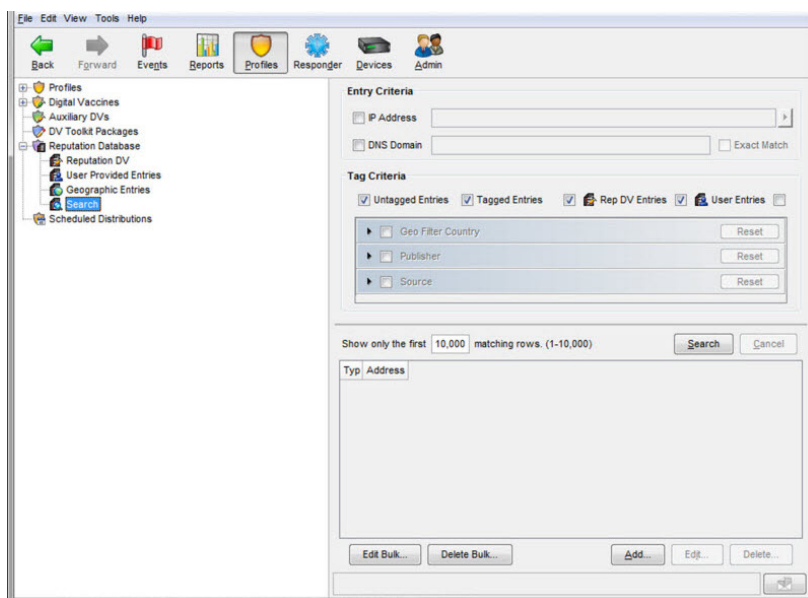 File Edit View Tools Help
Back Forward Events Reports Profiles Responder Devices Admin
Profiles
Digital Vaccines
Auxiliary DVs
DV Toolkit Packages
Reputation Database
Reputation DV
User Provided Entries
Geographic Entries
Search
Scheduled Distributions
Entry Criteria
IP Address
DNS Domain Exact Match
Tag Criteria
Untagged Entries Tagged Entries Rep DV Entries User Entries
Geo Filter Country Reset
Publisher Reset
Source Reset
Show only the first 10,000 matching rows. (1-10,000) Search Cancel
Typ Address
Edit Bulk... Delete Bulk... Add... Edit... Delete...